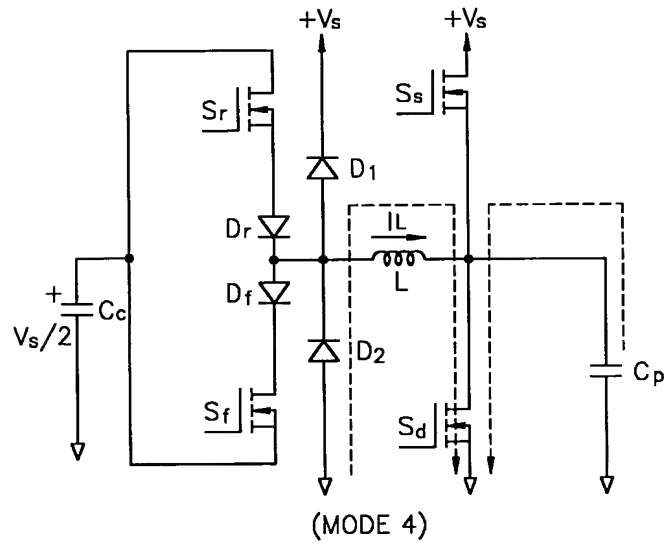 +Vs +Vs
Sr Ss
D1
Dr IL
L
Df
+
Cc
Vs/2 D2
Cp
Sf Sd
(MODE 4)